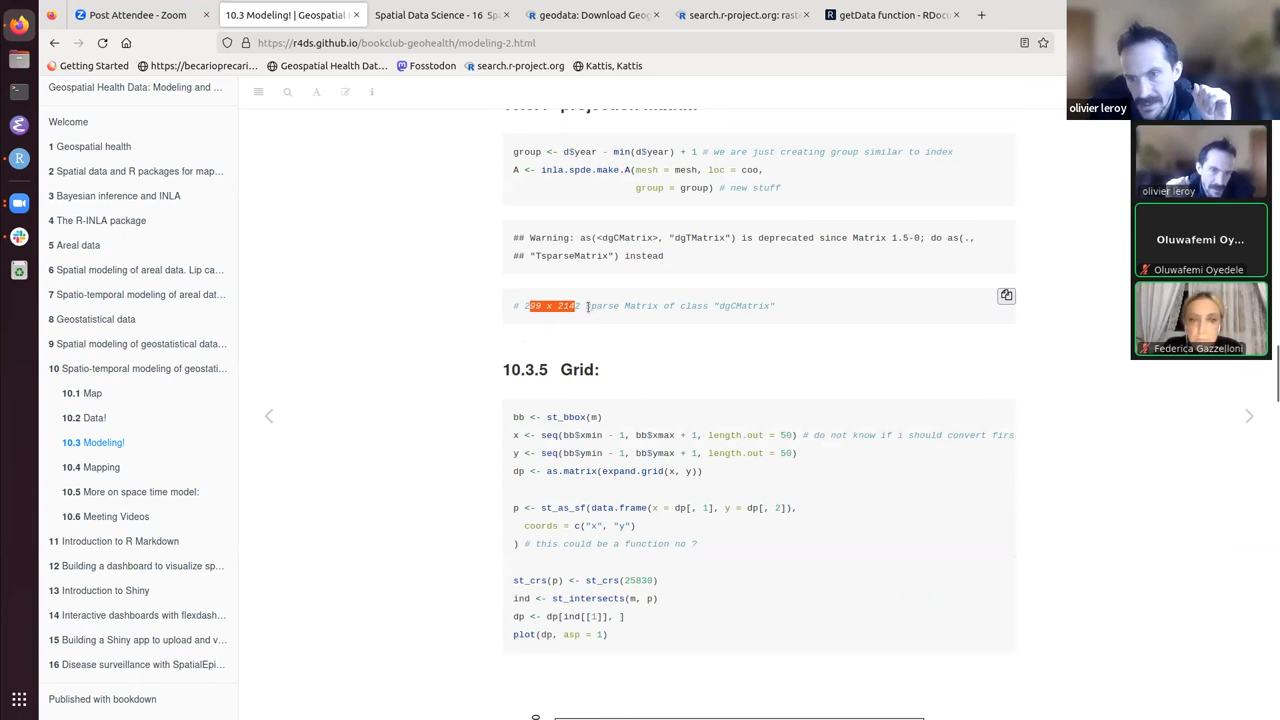 Post Attendee - Zoom
10.3 Modeling! | Geospatial H
Spatial Data Science - 16 Sp
geodata: Download Geog
search.r-project.org: rast
getData function - RDocu
https://r4ds.github.io/bookclub-geohealth/modeling-2.html
Getting Started
https://becarioprecari...
Geospatial Health Dat...
Fosstodon
search.r-project.org
Kattis, Kattis
olivier leroy
olivier leroy
Oluwafemi Oy...
Oluwafemi Oyedele
Federica Gazzelloni
Geospatial Health Data: Modeling and ...
Welcome
1 Geospatial health
2 Spatial data and R packages for map...
3 Bayesian inference and INLA
4 The R-INLA package
5 Areal data
6 Spatial modeling of areal data. Lip ca...
7 Spatio-temporal modeling of areal dat...
8 Geostatistical data
9 Spatial modeling of geostatistical data...
10 Spatio-temporal modeling of geostati...
10.1 Map
10.2 Data!
10.3 Modeling!
10.4 Mapping
10.5 More on space time model:
10.6 Meeting Videos
11 Introduction to R Markdown
12 Building a dashboard to visualize sp...
13 Introduction to Shiny
14 Interactive dashboards with flexdash...
15 Building a Shiny app to upload and v...
16 Disease surveillance with SpatialEpi...
Published with bookdown
group <- d$year - min(d$year) + 1 # we are just creating group similar to index
A <- inla.spde.make.A(mesh = mesh, loc = coo,
group = group) # new stuff
## Warning: as(<dgCMatrix>, "dgTMatrix") is deprecated since Matrix 1.5-0; do as(.,
## "TsparseMatrix") instead
# 299 x 2142 sparse Matrix of class "dgCMatrix"
10.3.5 Grid:
bb <- st_bbox(m)
x <- seq(bb$xmin - 1, bb$xmax + 1, length.out = 50) # do not know if i should convert firs
y <- seq(bb$ymin - 1, bb$ymax + 1, length.out = 50)
dp <- as.matrix(expand.grid(x, y))
p <- st_as_sf(data.frame(x = dp[, 1], y = dp[, 2]),
coords = c("x", "y")
) # this could be a function no ?
st_crs(p) <- st_crs(25830)
ind <- st_intersects(m, p)
dp <- dp[ind[[1]], ]
plot(dp, asp = 1)